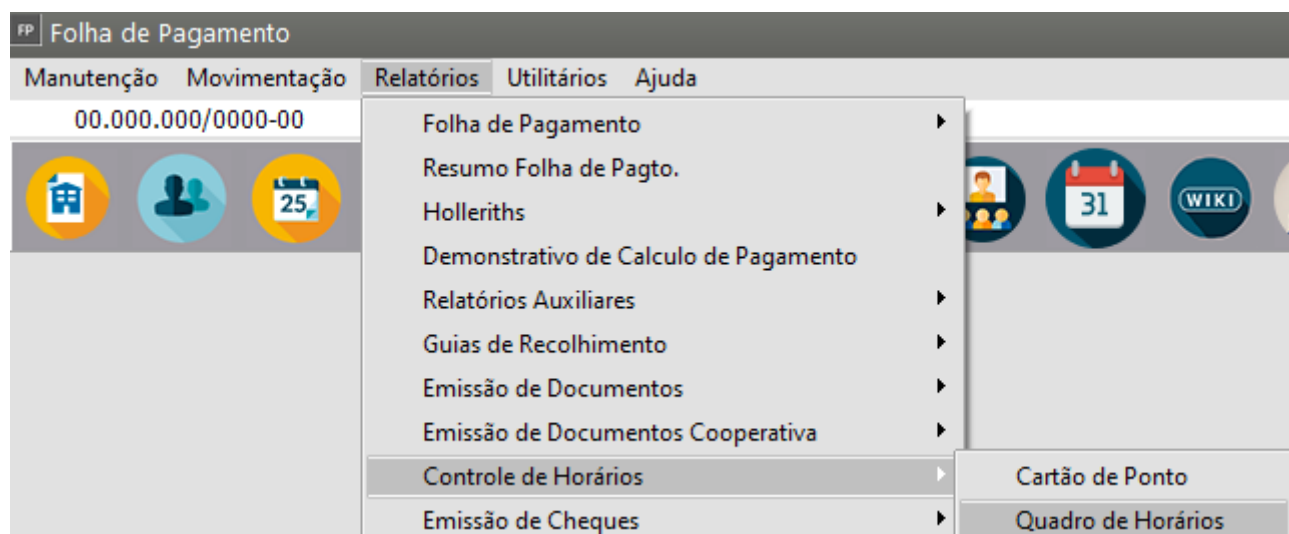 FP Folha de Pagamento
Manutenção Movimentação Relatórios Utilitários Ajuda
00.000.000/0000-00
Folha de Pagamento
Resumo Folha de Pagto.
25
31
WIKI
Holleriths
Demonstrativo de Calculo de Pagamento
Relatórios Auxiliares
Guias de Recolhimento
Emissão de Documentos
Emissão de Documentos Cooperativa
Controle de Horários
Cartão de Ponto
Emissão de Cheques
Quadro de Horários